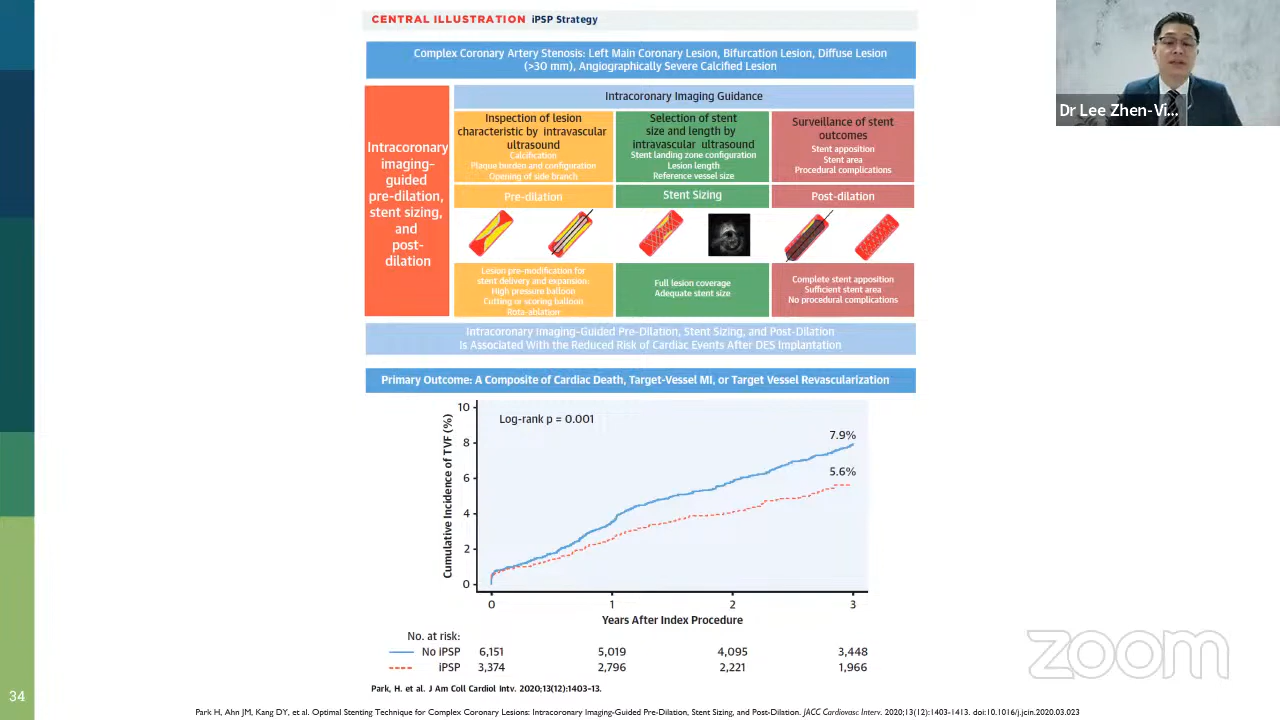 CENTRAL ILLUSTRATION iPSP Strategy
Complex Coronary Artery Stenosis: Left Main Coronary Lesion, Bifurcation Lesion, Diffuse Lesion
(>30 mm), Angiographically Severe Calcified Lesion
Intracoronary
imaging–
guided
pre-dilation,
stent sizing,
and
post-
dilation
Intracoronary Imaging Guidance
Inspection of lesion
characteristic by intravascular
ultrasound
Calcification
Plaque burden and configuration
Opening of side branch
Selection of stent
size and length by
intravascular ultrasound
Stent landing zone configuration
Lesion length
Reference vessel size
Surveillance of stent
outcomes
Stent apposition
Stent area
Procedural complications
Pre-dilation
Stent Sizing
Post-dilation
Lesion pre-modification for
stent delivery and expansion:
High pressure balloon
Cutting or scoring balloon
Rota-ablation
Full lesion coverage
Adequate stent size
Complete stent apposition
Sufficient stent area
No procedural complications
Intracoronary Imaging–Guided Pre-Dilation, Stent Sizing, and Post-Dilation
Is Associated With the Reduced Risk of Cardiac Events After DES Implantation
Primary Outcome: A Composite of Cardiac Death, Target-Vessel MI, or Target Vessel Revascularization
Cumulative Incidence of TVF (%)
10
8
6
4
2
0
Log-rank p = 0.001
7.9%
5.6%
0 1 2 3
Years After Index Procedure
No. at risk:
No iPSP 6,151 5,019 4,095 3,448
iPSP 3,374 2,796 2,221 1,966
Park, H. et al. J Am Coll Cardiol Intv. 2020;13(12):1403-13.
Park H, Ahn JM, Kang DY, et al. Optimal Stenting Technique for Complex Coronary Lesions: Intracoronary Imaging-Guided Pre-Dilation, Stent Sizing, and Post-Dilation. JACC Cardiovasc Interv. 2020;13(12):1403-1413. doi:10.1016/j.jcin.2020.03.023
34
Dr Lee Zhen-Vi...
zoom